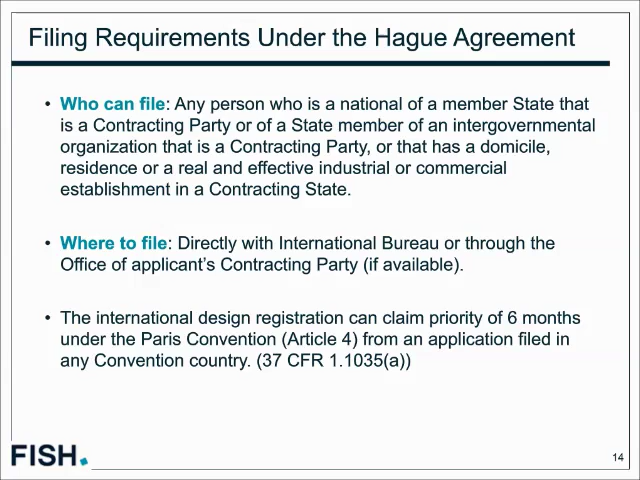 Filing Requirements Under the Hague Agreement
• Who can file: Any person who is a national of a member State that
is a Contracting Party or of a State member of an intergovernmental
organization that is a Contracting Party, or that has a domicile,
residence or a real and effective industrial or commercial
establishment in a Contracting State.
• Where to file: Directly with International Bureau or through the
Office of applicant's Contracting Party (if available).
• The international design registration can claim priority of 6 months
under the Paris Convention (Article 4) from an application filed in
any Convention country. (37 CFR 1.1035(a))
FISH.
14